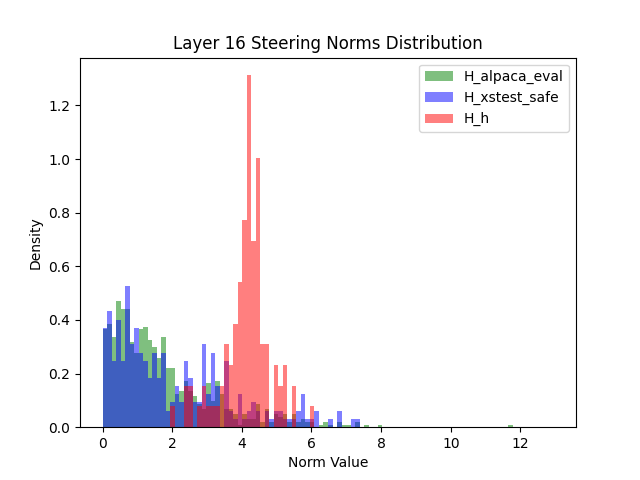 Layer 16 Steering Norms Distribution
H_alpaca_eval
H_xstest_safe
H_h
Density
1.2
1.0
0.8
0.6
0.4
0.2
0.0
0 2 4 6 8 10 12
Norm Value